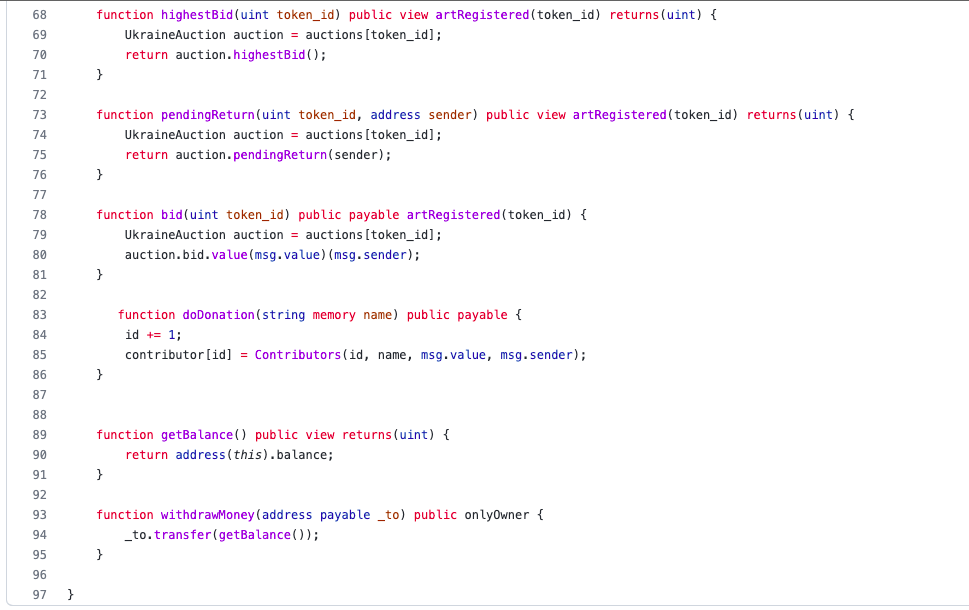 68 function highestBid(uint token_id) public view artRegistered(token_id) returns(uint) {
69 UkraineAuction auction = auctions[token_id];
70 return auction.highestBid();
71 }
72
73 function pendingReturn(uint token_id, address sender) public view artRegistered(token_id) returns(uint) {
74 UkraineAuction auction = auctions[token_id];
75 return auction.pendingReturn(sender);
76 }
77
78 function bid(uint token_id) public payable artRegistered(token_id) {
79 UkraineAuction auction = auctions[token_id];
80 auction.bid.value(msg.value)(msg.sender);
81 }
82
83 function doDonation(string memory name) public payable {
84 id += 1;
85 contributor[id] = Contributors(id, name, msg.value, msg.sender);
86 }
87
88
89 function getBalance() public view returns(uint) {
90 return address(this).balance;
91 }
92
93 function withdrawMoney(address payable _to) public onlyOwner {
94 _to.transfer(getBalance());
95 }
96
97 }